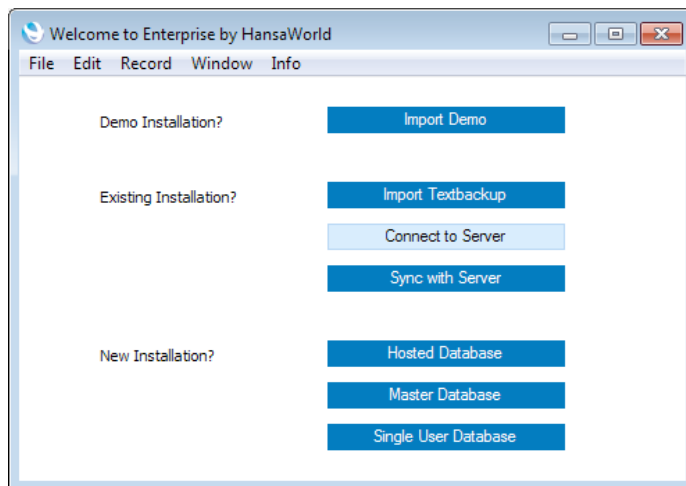 Welcome to Enterprise by HansaWorld
File Edit Record Window Info
Demo Installation? Import Demo
Existing Installation? Import Textbackup
Connect to Server
Sync with Server
New Installation? Hosted Database
Master Database
Single User Database